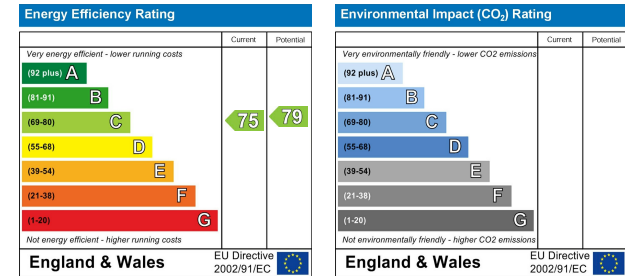 Energy Efficiency Rating
Current Potential
Very energy efficient - lower running costs
(92 plus) A
(81-91) B
(69-80) C
75 79
(55-68) D
(39-54) E
(21-38) F
(1-20) G
Not energy efficient - higher running costs
England & Wales
EU Directive
2002/91/EC
Environmental Impact (CO₂) Rating
Current Potential
Very environmentally friendly - lower CO2 emissions
(92 plus) A
(81-91) B
(69-80) C
(55-68) D
(39-54) E
(21-38) F
(1-20) G
Not environmentally friendly - higher CO2 emissions
England & Wales
EU Directive
2002/91/EC